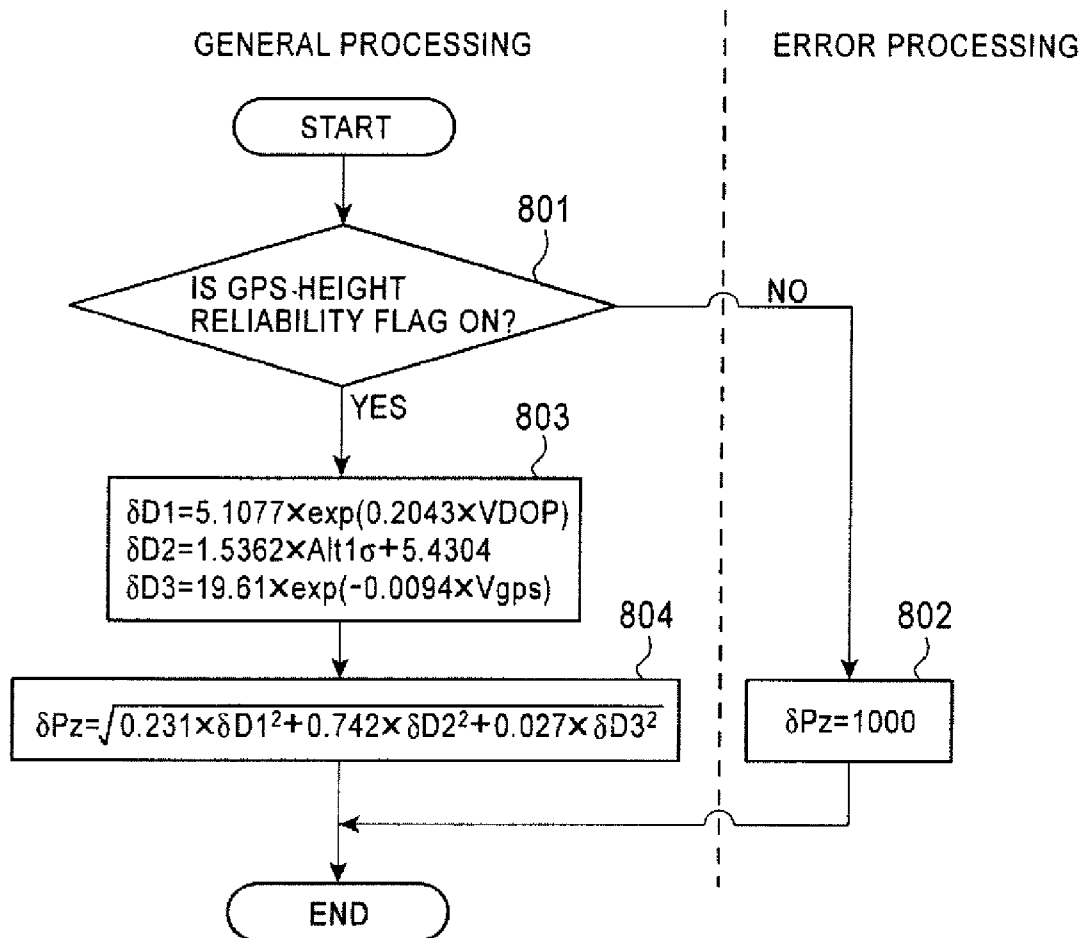 GENERAL PROCESSING
ERROR PROCESSING
START
801
IS GPS-HEIGHT
RELIABILITY FLAG ON?
NO
YES
803
δD1=5.1077×exp(0.2043×VDOP)
δD2=1.5362×Alt1σ+5.4304
δD3=19.61×exp(-0.0094×Vgps)
804
δPz=√0.231×δD1²+0.742×δD2²+0.027×δD3²
802
δPz=1000
END